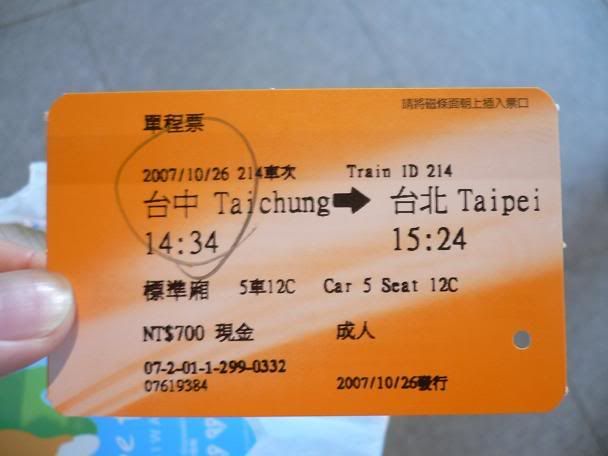 請將磁條面朝上插入票口
單程票
2007/10/26 214車次 Train ID 214
台中 Taichung ➡ 台北 Taipei
14:34 15:24
標準廂 5車12C Car 5 Seat 12C
NT$700 現金 成人
07-2-01-1-299-0332
07619384 2007/10/26發行